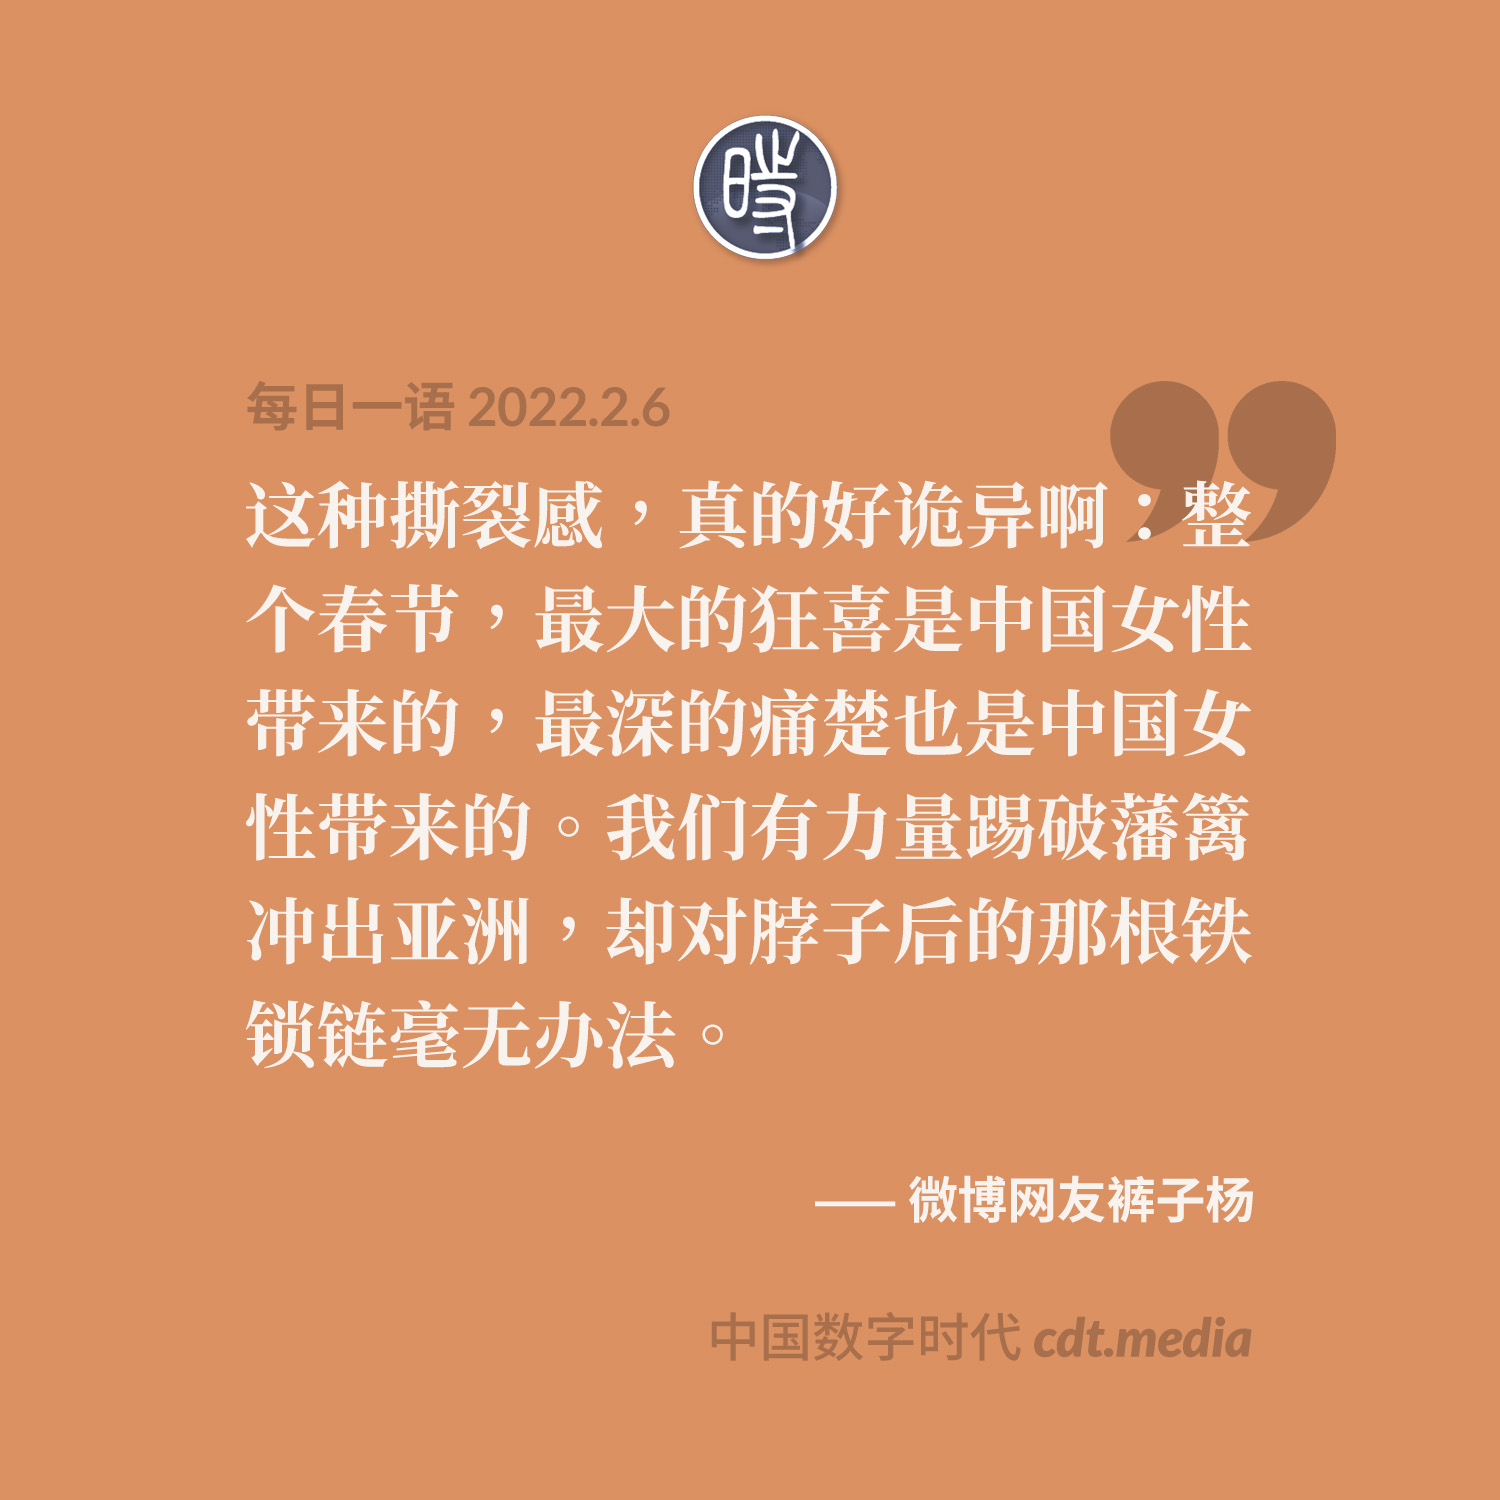 時
每日一语 2022.2.6
这种撕裂感，真的好诡异啊：整
个春节，最大的狂喜是中国女性
带来的，最深的痛楚也是中国女
性带来的。我们有力量踢破藩篱
冲出亚洲，却对脖子后的那根铁
锁链毫无办法。
—— 微博网友裤子杨
中国数字时代 cdt.media